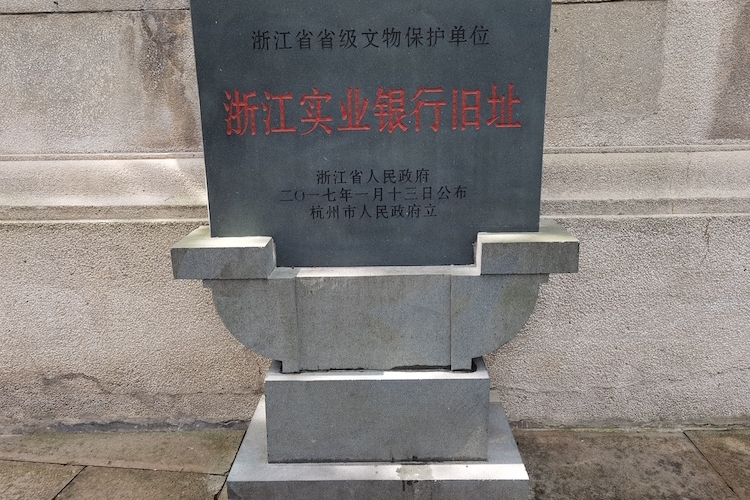 浙江省省级文物保护单位
浙江实业银行旧址
浙江省人民政府
二〇一七年一月十三日公布
杭州市人民政府立